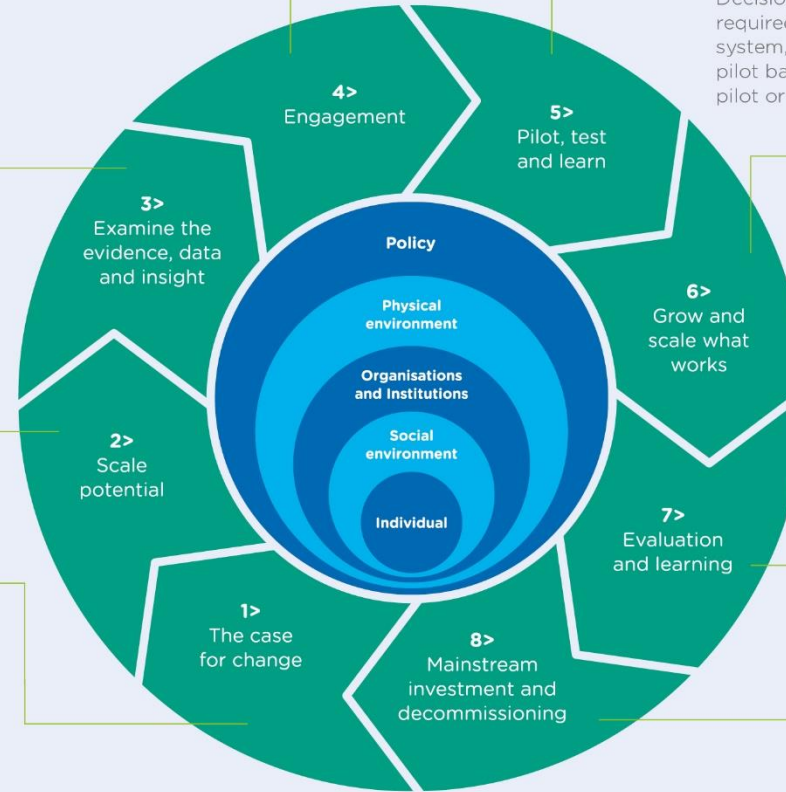 Decision
required
system,
pilot ba
pilot or
1>
The case
for change
2>
Scale
potential
3>
Examine the
evidence, data
and insight
4>
Engagement
5>
Pilot, test
and learn
6>
Grow and
scale what
works
7>
Evaluation
and learning
8>
Mainstream
investment and
decommissioning
Policy
Physical
environment
Organisations
and Institutions
Social
environment
Individual